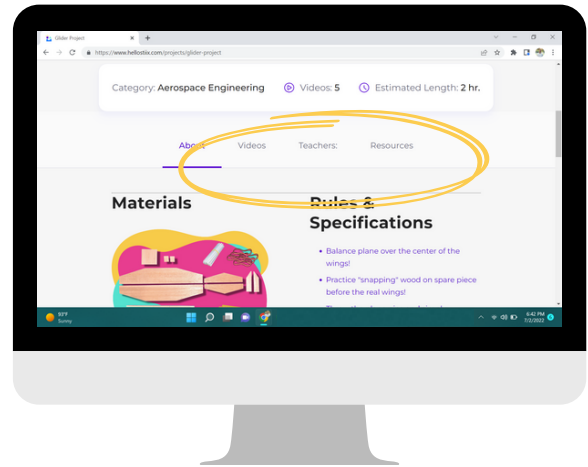 Glider Project
https://www.hellostix.com/projects/glider-project
Category: Aerospace Engineering Videos: 5 Estimated Length: 2 hr.
About Videos Teachers: Resources
Materials
Rules &
Specifications
Balance plane over the center of the
wings!
Practice "snapping" wood on spare piece
before the real wings!
93°F
Sunny
6:42 PM
7/2/2022